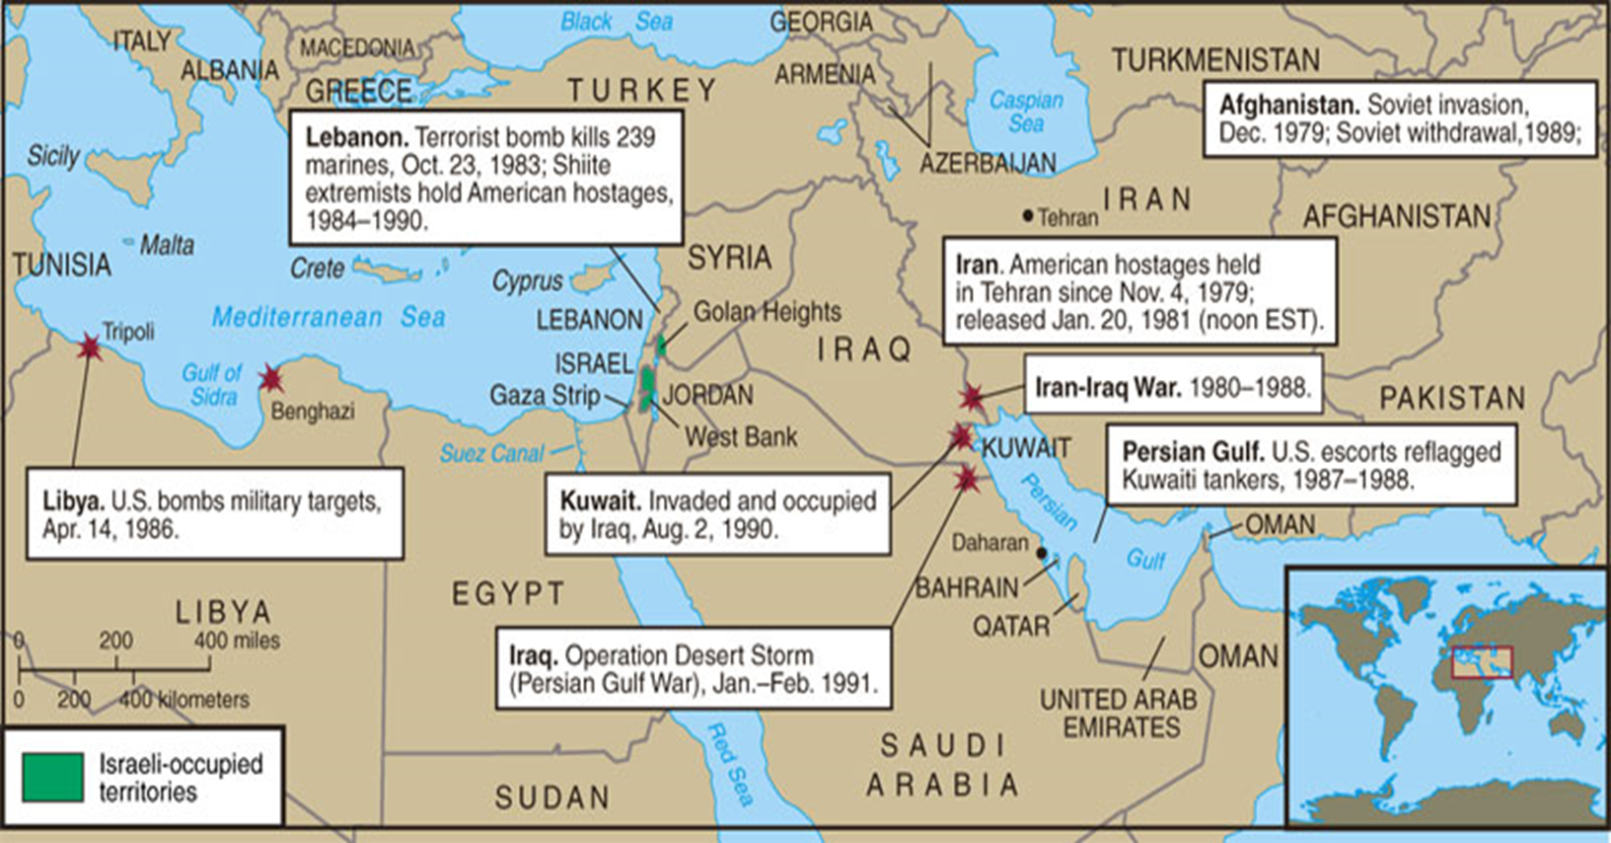 Black Sea
GEORGIA
ITALY
MACEDONIA
ALBANIA
GREECE
TURKEY
ARMENIA
TURKMENISTAN
Caspian
Sea
Afghanistan. Soviet invasion,
Dec. 1979; Soviet withdrawal,1989;
Lebanon. Terrorist bomb kills 239
marines, Oct. 23, 1983; Shiite
extremists hold American hostages,
1984–1990.
Sicily
AZERBAIJAN
IRAN
Tehran
AFGHANISTAN
Malta
TUNISIA
Crete
Cyprus
SYRIA
Iran. American hostages held
in Tehran since Nov. 4, 1979;
released Jan. 20, 1981 (noon EST).
Mediterranean Sea
LEBANON
Golan Heights
Tripoli
IRAQ
ISRAEL
Gulf of
Sidra
Gaza Strip
JORDAN
Iran-Iraq War. 1980–1988.
PAKISTAN
Benghazi
West Bank
Suez Canal
KUWAIT
Persian Gulf. U.S. escorts reflagged
Kuwaiti tankers, 1987–1988.
Libya. U.S. bombs military targets,
Apr. 14, 1986.
Kuwait. Invaded and occupied
by Iraq, Aug. 2, 1990.
Persian
Gulf
OMAN
Daharan
BAHRAIN
QATAR
EGYPT
LIBYA
0 200 400 miles
0 200 400 kilometers
Iraq. Operation Desert Storm
(Persian Gulf War), Jan.–Feb. 1991.
OMAN
UNITED ARAB
EMIRATES
Red Sea
SAUDI
ARABIA
SUDAN
Israeli-occupied
territories